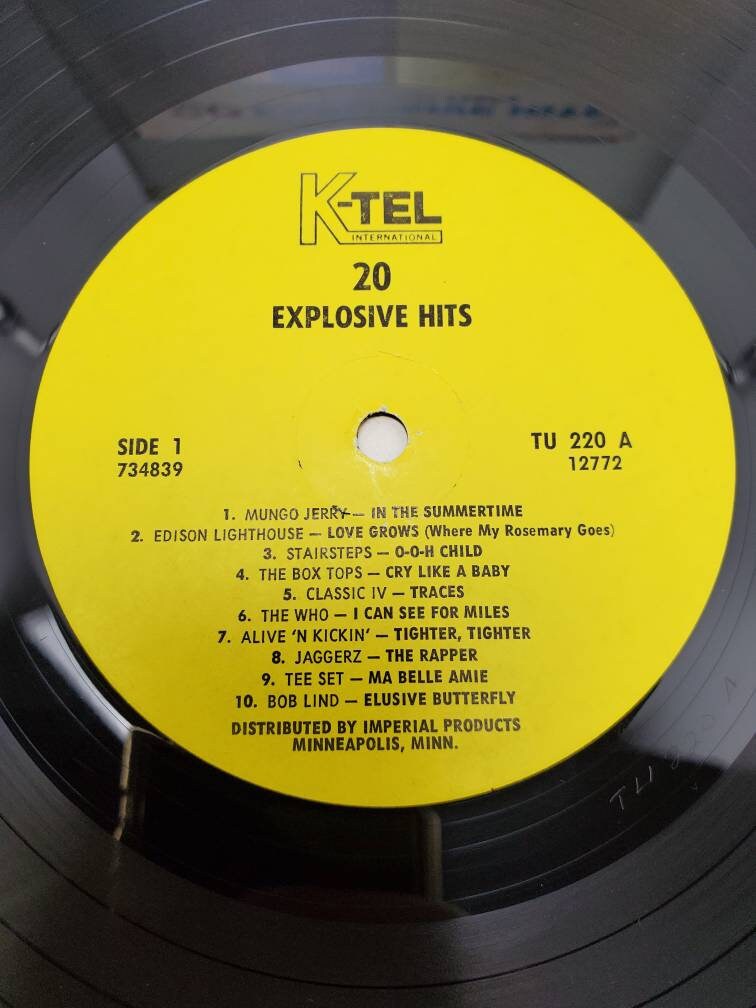 K-TEL
INTERNATIONAL
20
EXPLOSIVE HITS
SIDE 1
734839
TU 220 A
12772
1. MUNGO JERRY — IN THE SUMMERTIME
2. EDISON LIGHTHOUSE — LOVE GROWS (Where My Rosemary Goes)
3. STAIRSTEPS — O-O-H CHILD
4. THE BOX TOPS — CRY LIKE A BABY
5. CLASSIC IV — TRACES
6. THE WHO — I CAN SEE FOR MILES
7. ALIVE 'N KICKIN' — TIGHTER, TIGHTER
8. JAGGERZ — THE RAPPER
9. TEE SET — MA BELLE AMIE
10. BOB LIND — ELUSIVE BUTTERFLY
DISTRIBUTED BY IMPERIAL PRODUCTS
MINNEAPOLIS, MINN.
TU 220 A